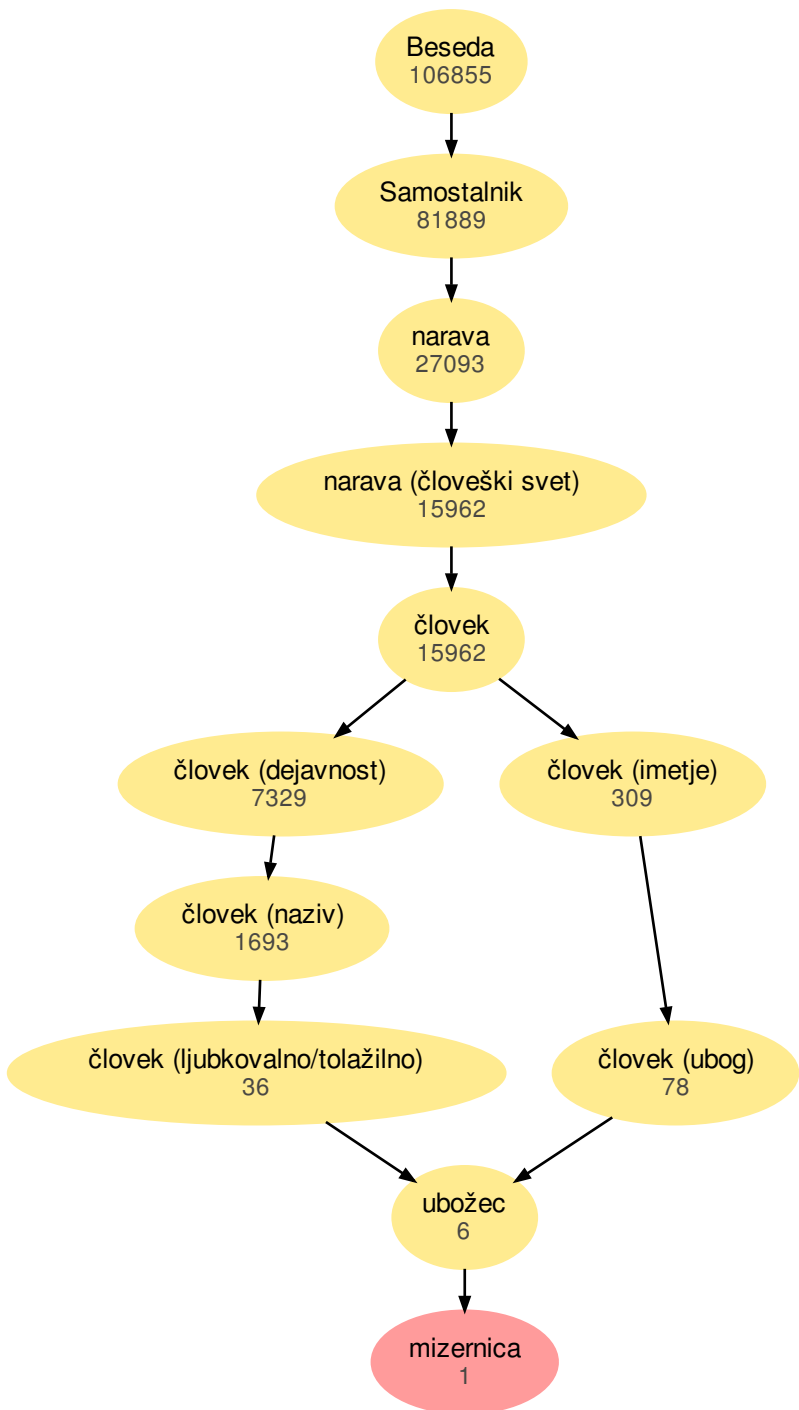 Beseda
106855
Samostalnik
81889
narava
27093
narava (človeški svet)
15962
človek
15962
človek (dejavnost)
7329
človek (imetje)
309
človek (naziv)
1693
človek (ljubkovalno/tolažilno)
36
človek (ubog)
78
ubožec
6
mizernica
1